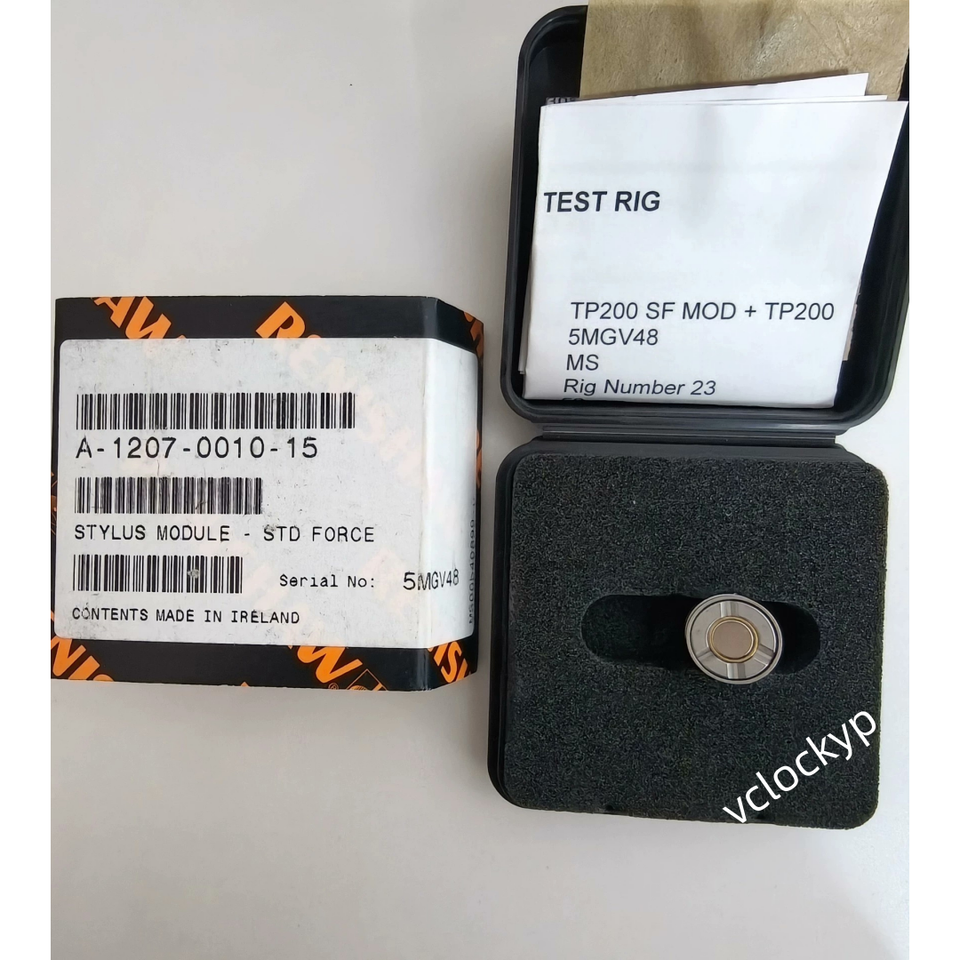 RENISHAW
A-1207-0010-15
STYLUS MODULE - STD FORCE
Serial No: 5MGV48
CONTENTS MADE IN IRELAND
TEST RIG
TP200 SF MOD + TP200
5MGV48
MS
Rig Number 23
vclockyp